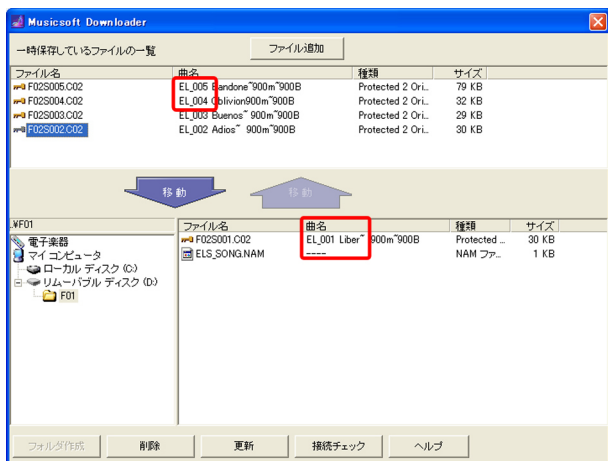 Musicsoft Downloader
一時保存しているファイルの一覧 ファイル追加
ファイル名 曲名 種類 サイズ
F02S005.C02 EL_005 Bandone~900m~900B Protected 2 Ori... 79 KB
F02S004.C02 EL_004 Oblivion900m~900B Protected 2 Ori... 32 KB
F02S003.C02 EL_003 Buenos~ 900m~900B Protected 2 Ori... 29 KB
F02S002.C02 EL_002 Adios~ 900m~900B Protected 2 Ori... 30 KB
移動 移動
.¥F01
電子楽器
マイ コンピュータ
ローカル ディスク (C:)
リムーバブル ディスク (D:)
F01
ファイル名 曲名 種類 サイズ
F02S001.C02 EL_001 Liber~ 900m~900B Protected ... 30 KB
ELS_SONG.NAM ---- NAM ファ... 1 KB
フォルダ作成 削除 更新 接続チェック ヘルプ